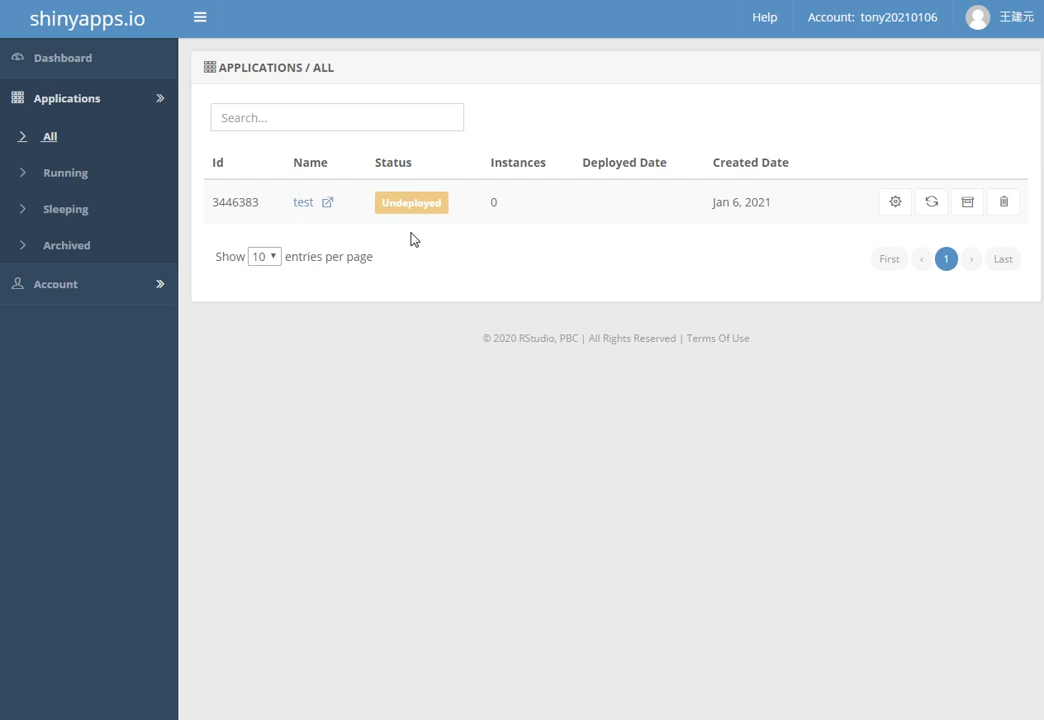 shinyapps.io
Help
Account: tony20210106
王建元
Dashboard
Applications
All
Running
Sleeping
Archived
Account
APPLICATIONS / ALL
Search...
Id Name Status Instances Deployed Date Created Date
3446383 test Undeployed 0 Jan 6, 2021
Show 10 entries per page
First ‹ 1 › Last
© 2020 RStudio, PBC | All Rights Reserved | Terms Of Use